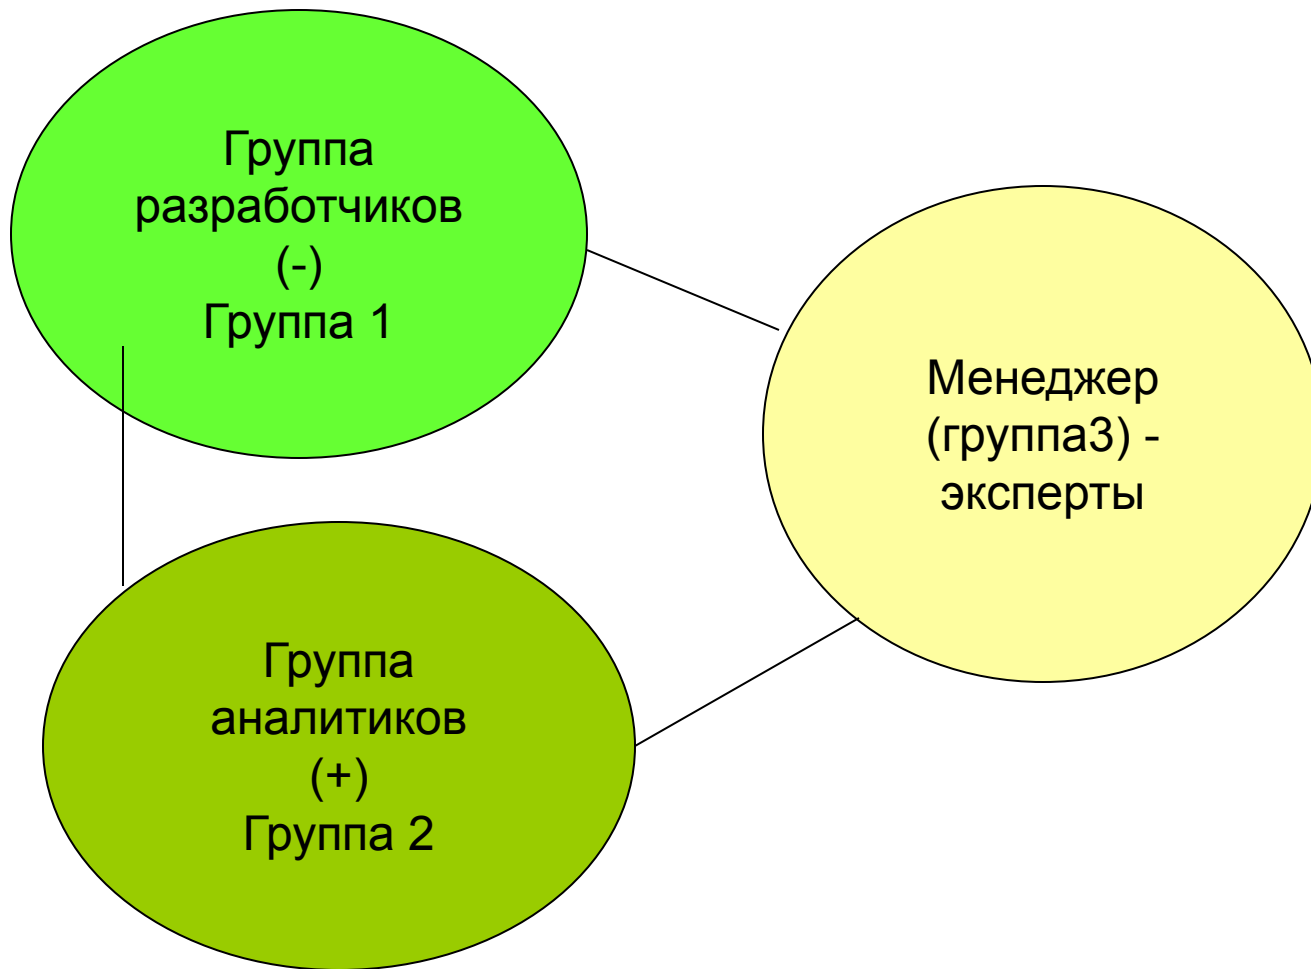 Группа
разработчиков
(-)
Группа 1
Менеджер
(группа3) -
эксперты
Группа
аналитиков
(+)
Группа 2